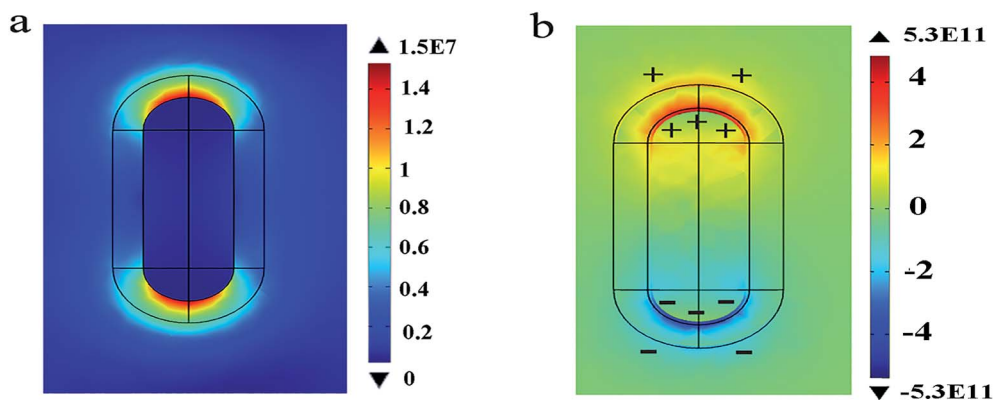 a
▲ 1.5E7
1.4
1.2
1
0.8
0.6
0.4
0.2
▼ 0
b
▲ 5.3E11
4
2
0
-2
-4
▼ -5.3E11
+ +
+ + +
- - -
- -